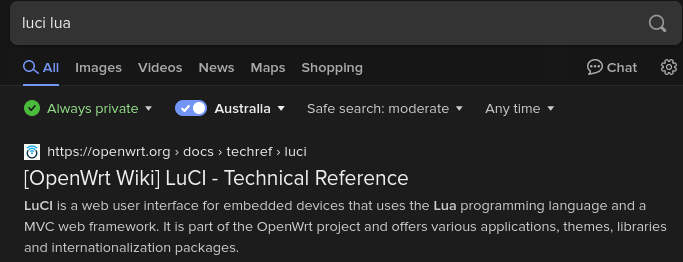 luci lua
All Images Videos News Maps Shopping Chat
Always private Australia Safe search: moderate Any time
https://openwrt.org › docs › techref › luci
[OpenWrt Wiki] LuCI - Technical Reference
LuCI is a web user interface for embedded devices that uses the Lua programming language and a
MVC web framework. It is part of the OpenWrt project and offers various applications, themes, libraries
and internationalization packages.